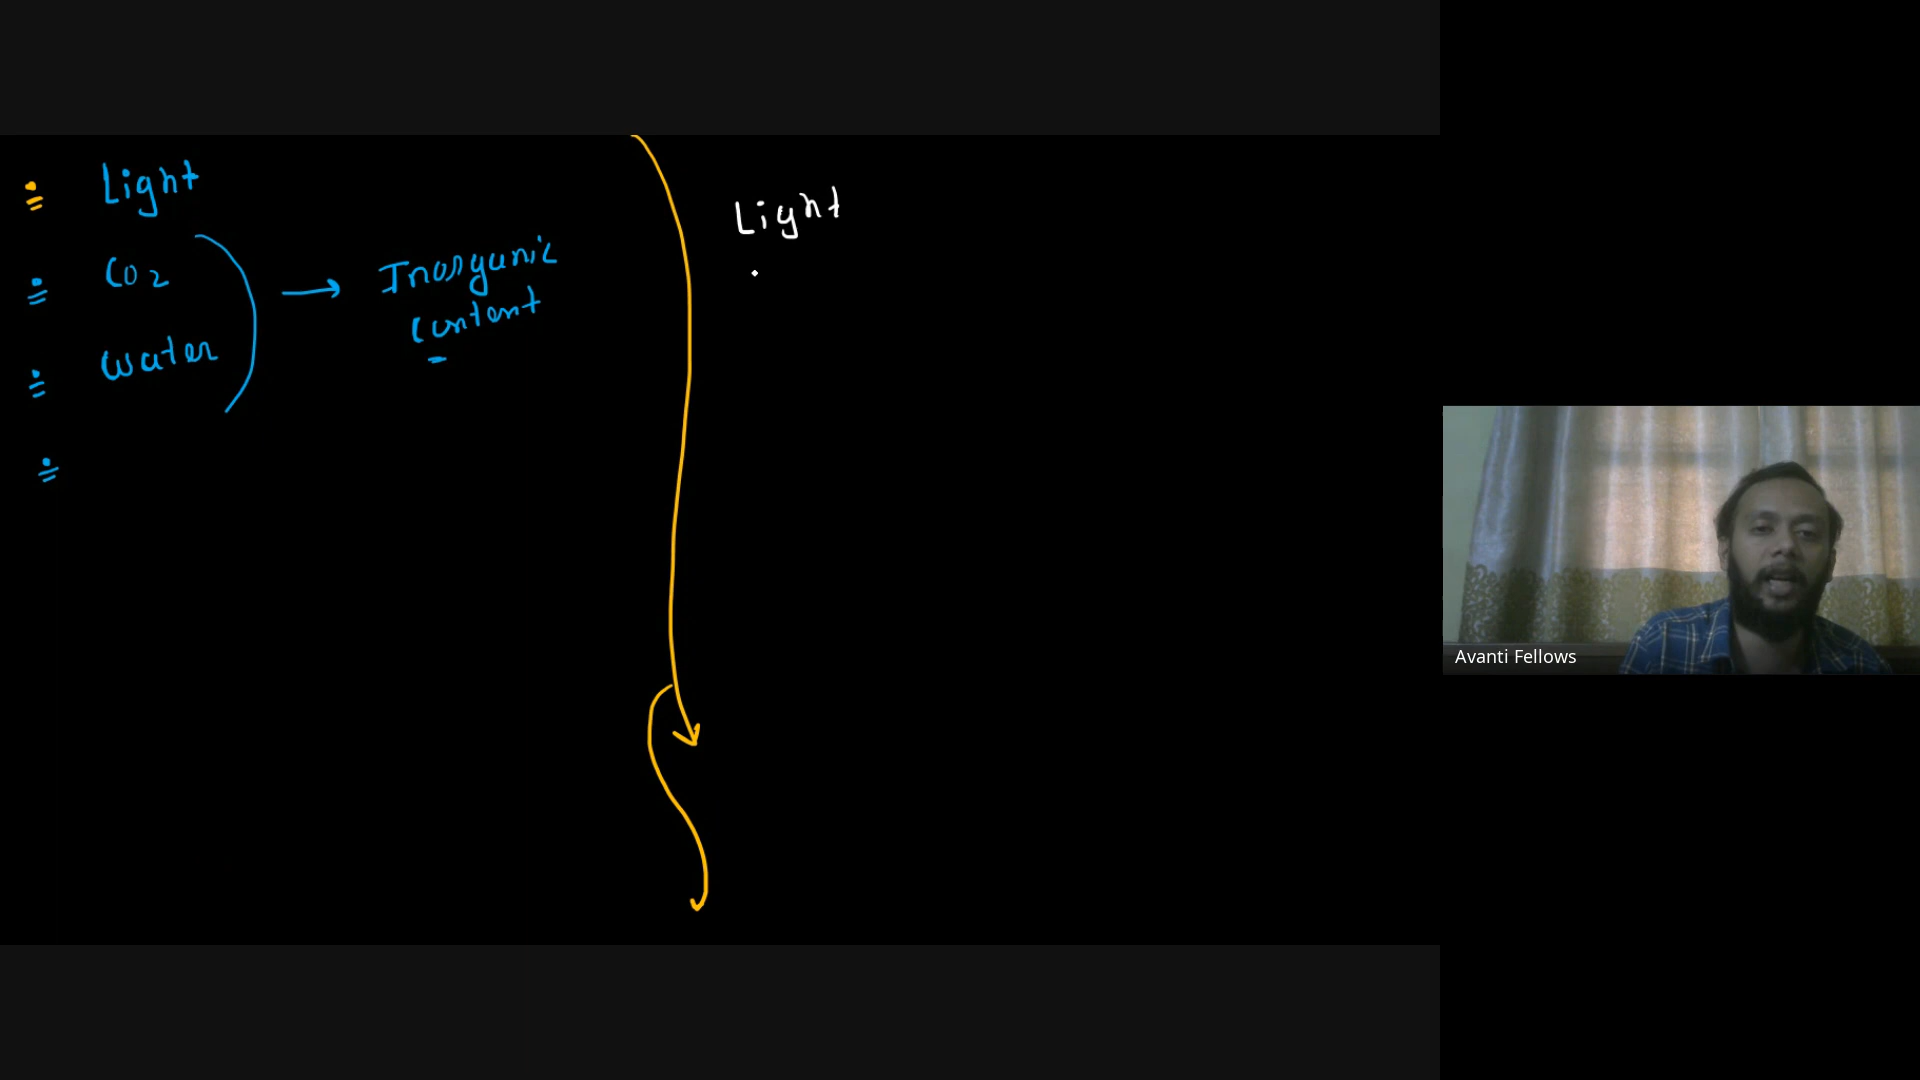 Light
CO2
water
Inorganic
content
Light
Avanti Fellows